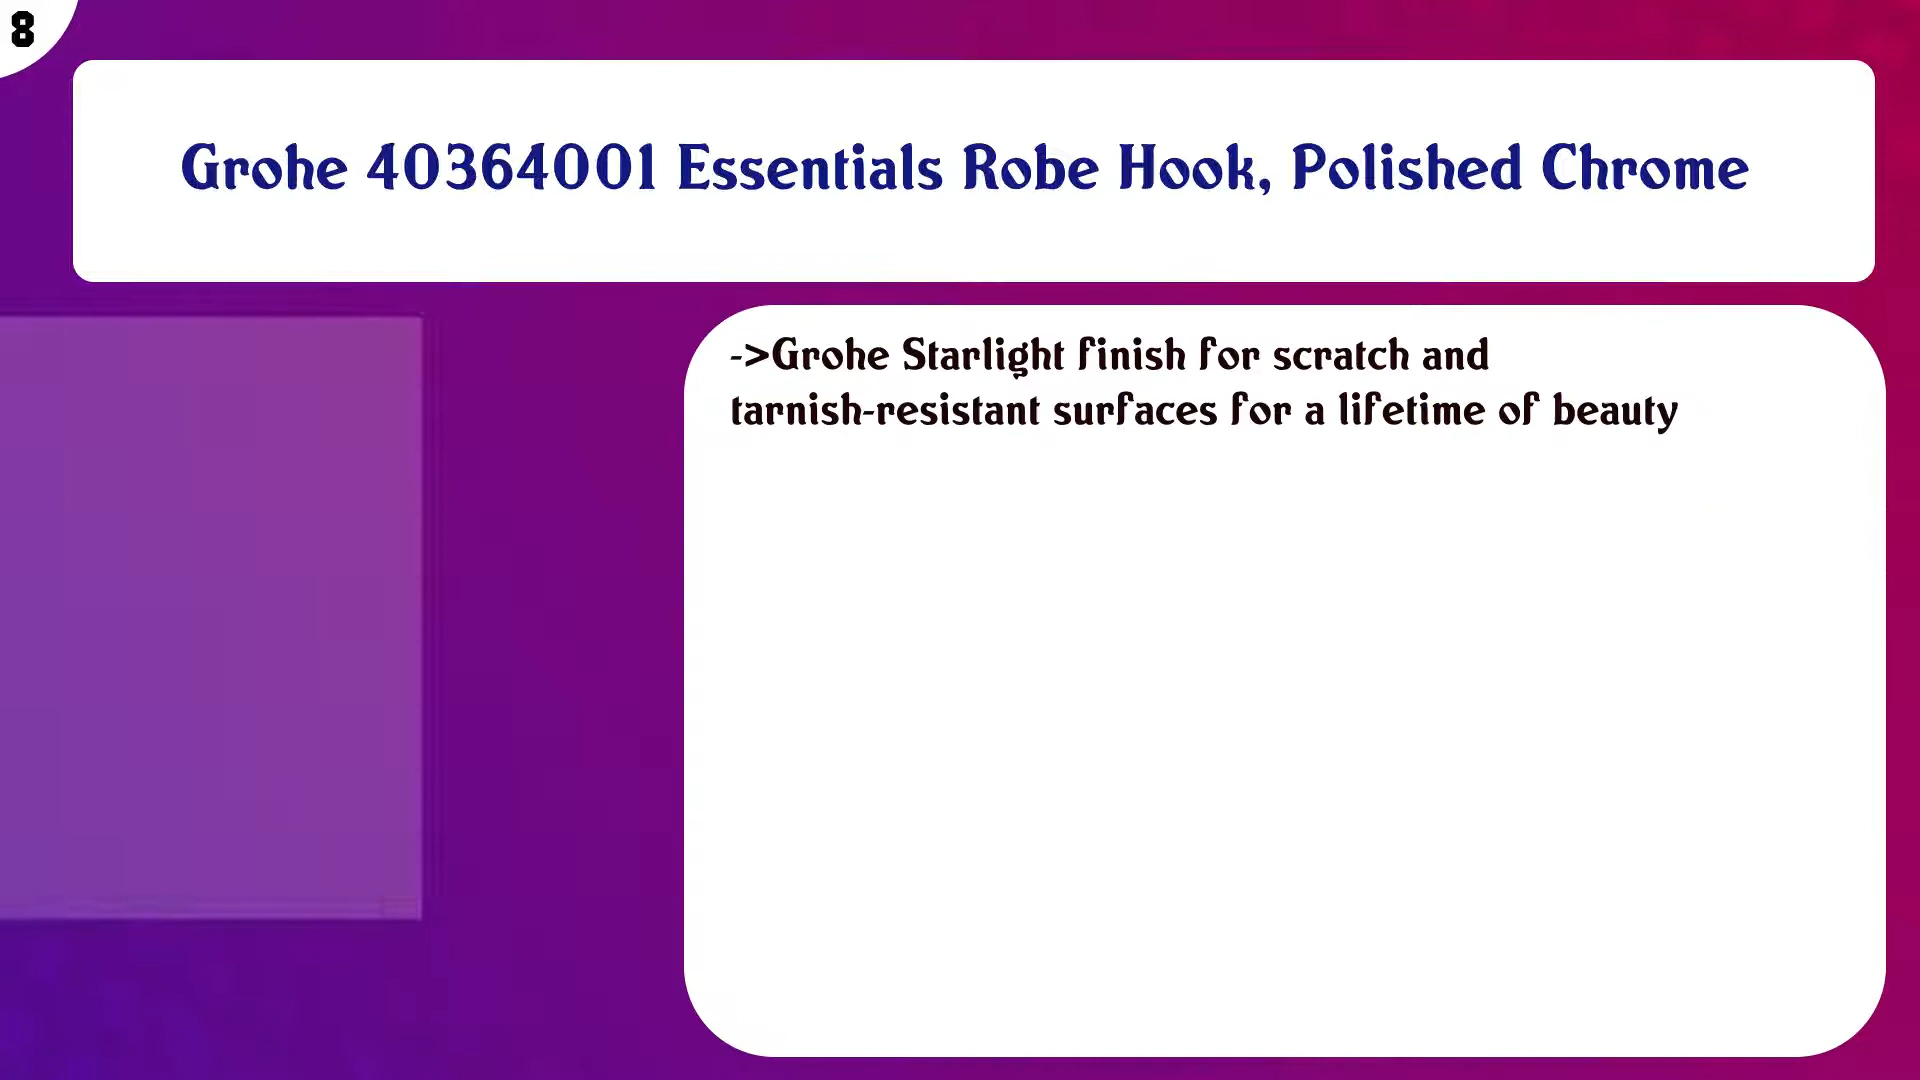 8
Grohe 40364001 Essentials Robe Hook, Polished Chrome
->Grohe Starlight finish for scratch and
tarnish-resistant surfaces for a lifetime of beauty